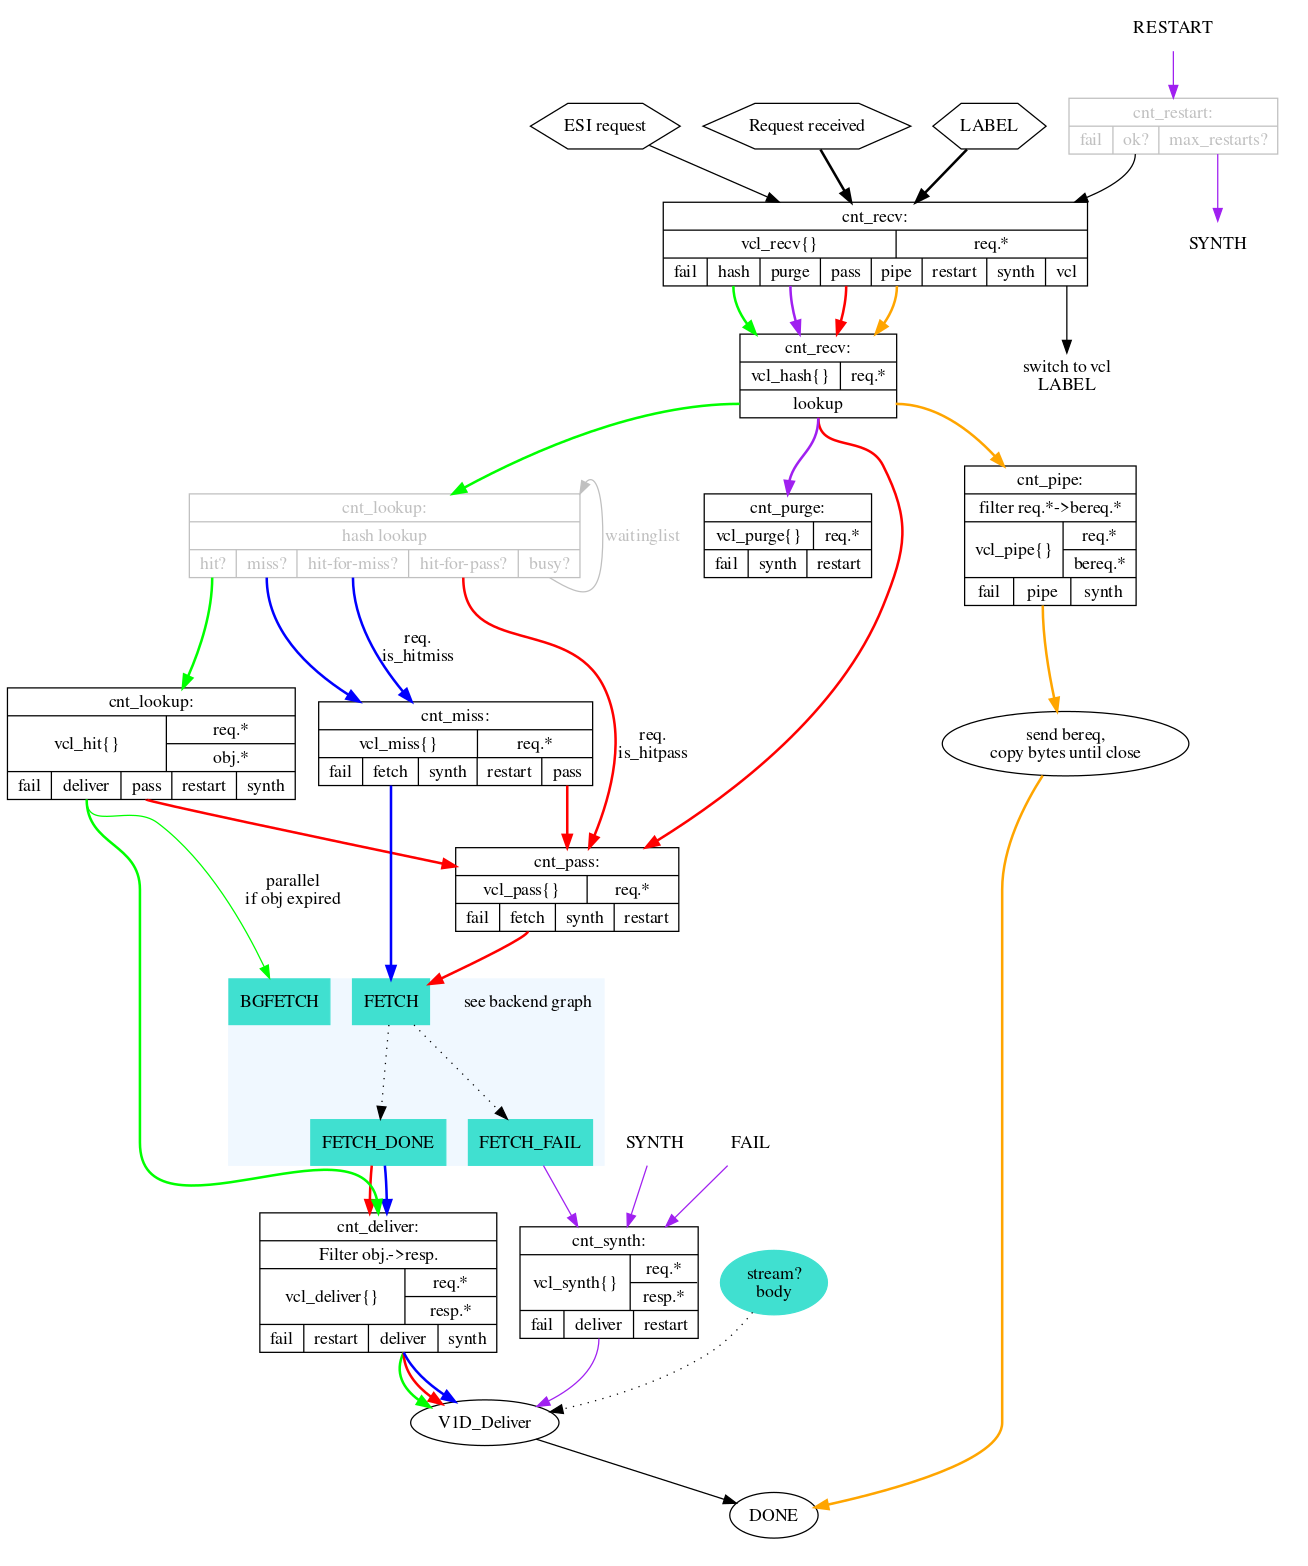 RESTART
cnt_restart:
fail ok? max_restarts?
ESI request
Request received
LABEL
cnt_recv:
vcl_recv{} req.*
fail hash purge pass pipe restart synth vcl
SYNTH
cnt_recv:
vcl_hash{} req.*
lookup
switch to vcl
LABEL
cnt_lookup:
hash lookup
hit? miss? hit-for-miss? hit-for-pass? busy?
waitinglist
cnt_purge:
vcl_purge{} req.*
fail synth restart
cnt_pipe:
filter req.*->bereq.*
vcl_pipe{} req.*
bereq.*
fail pipe synth
req.
is_hitmiss
cnt_lookup:
vcl_hit{} req.*
obj.*
fail deliver pass restart synth
cnt_miss:
vcl_miss{} req.*
fail fetch synth restart pass
req.
is_hitpass
send bereq,
copy bytes until close
cnt_pass:
vcl_pass{} req.*
fail fetch synth restart
parallel
if obj expired
BGFETCH
FETCH
see backend graph
FETCH_DONE
FETCH_FAIL
SYNTH
FAIL
cnt_deliver:
Filter obj.->resp.
vcl_deliver{} req.*
resp.*
fail restart deliver synth
cnt_synth:
vcl_synth{} req.*
resp.*
fail deliver restart
stream?
body
V1D_Deliver
DONE